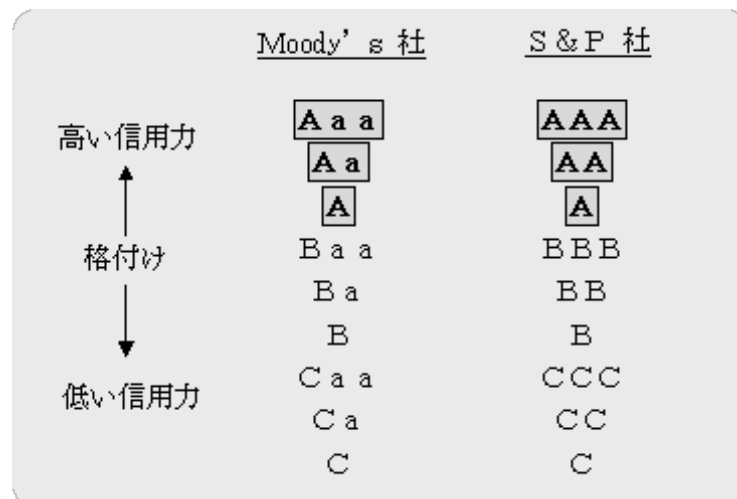 Moody's 社 S&P 社
高い信用力 Aaa AAA
Aa AA
A A
格付け Baa BBB
Ba BB
B B
低い信用力 Caa CCC
Ca CC
C C